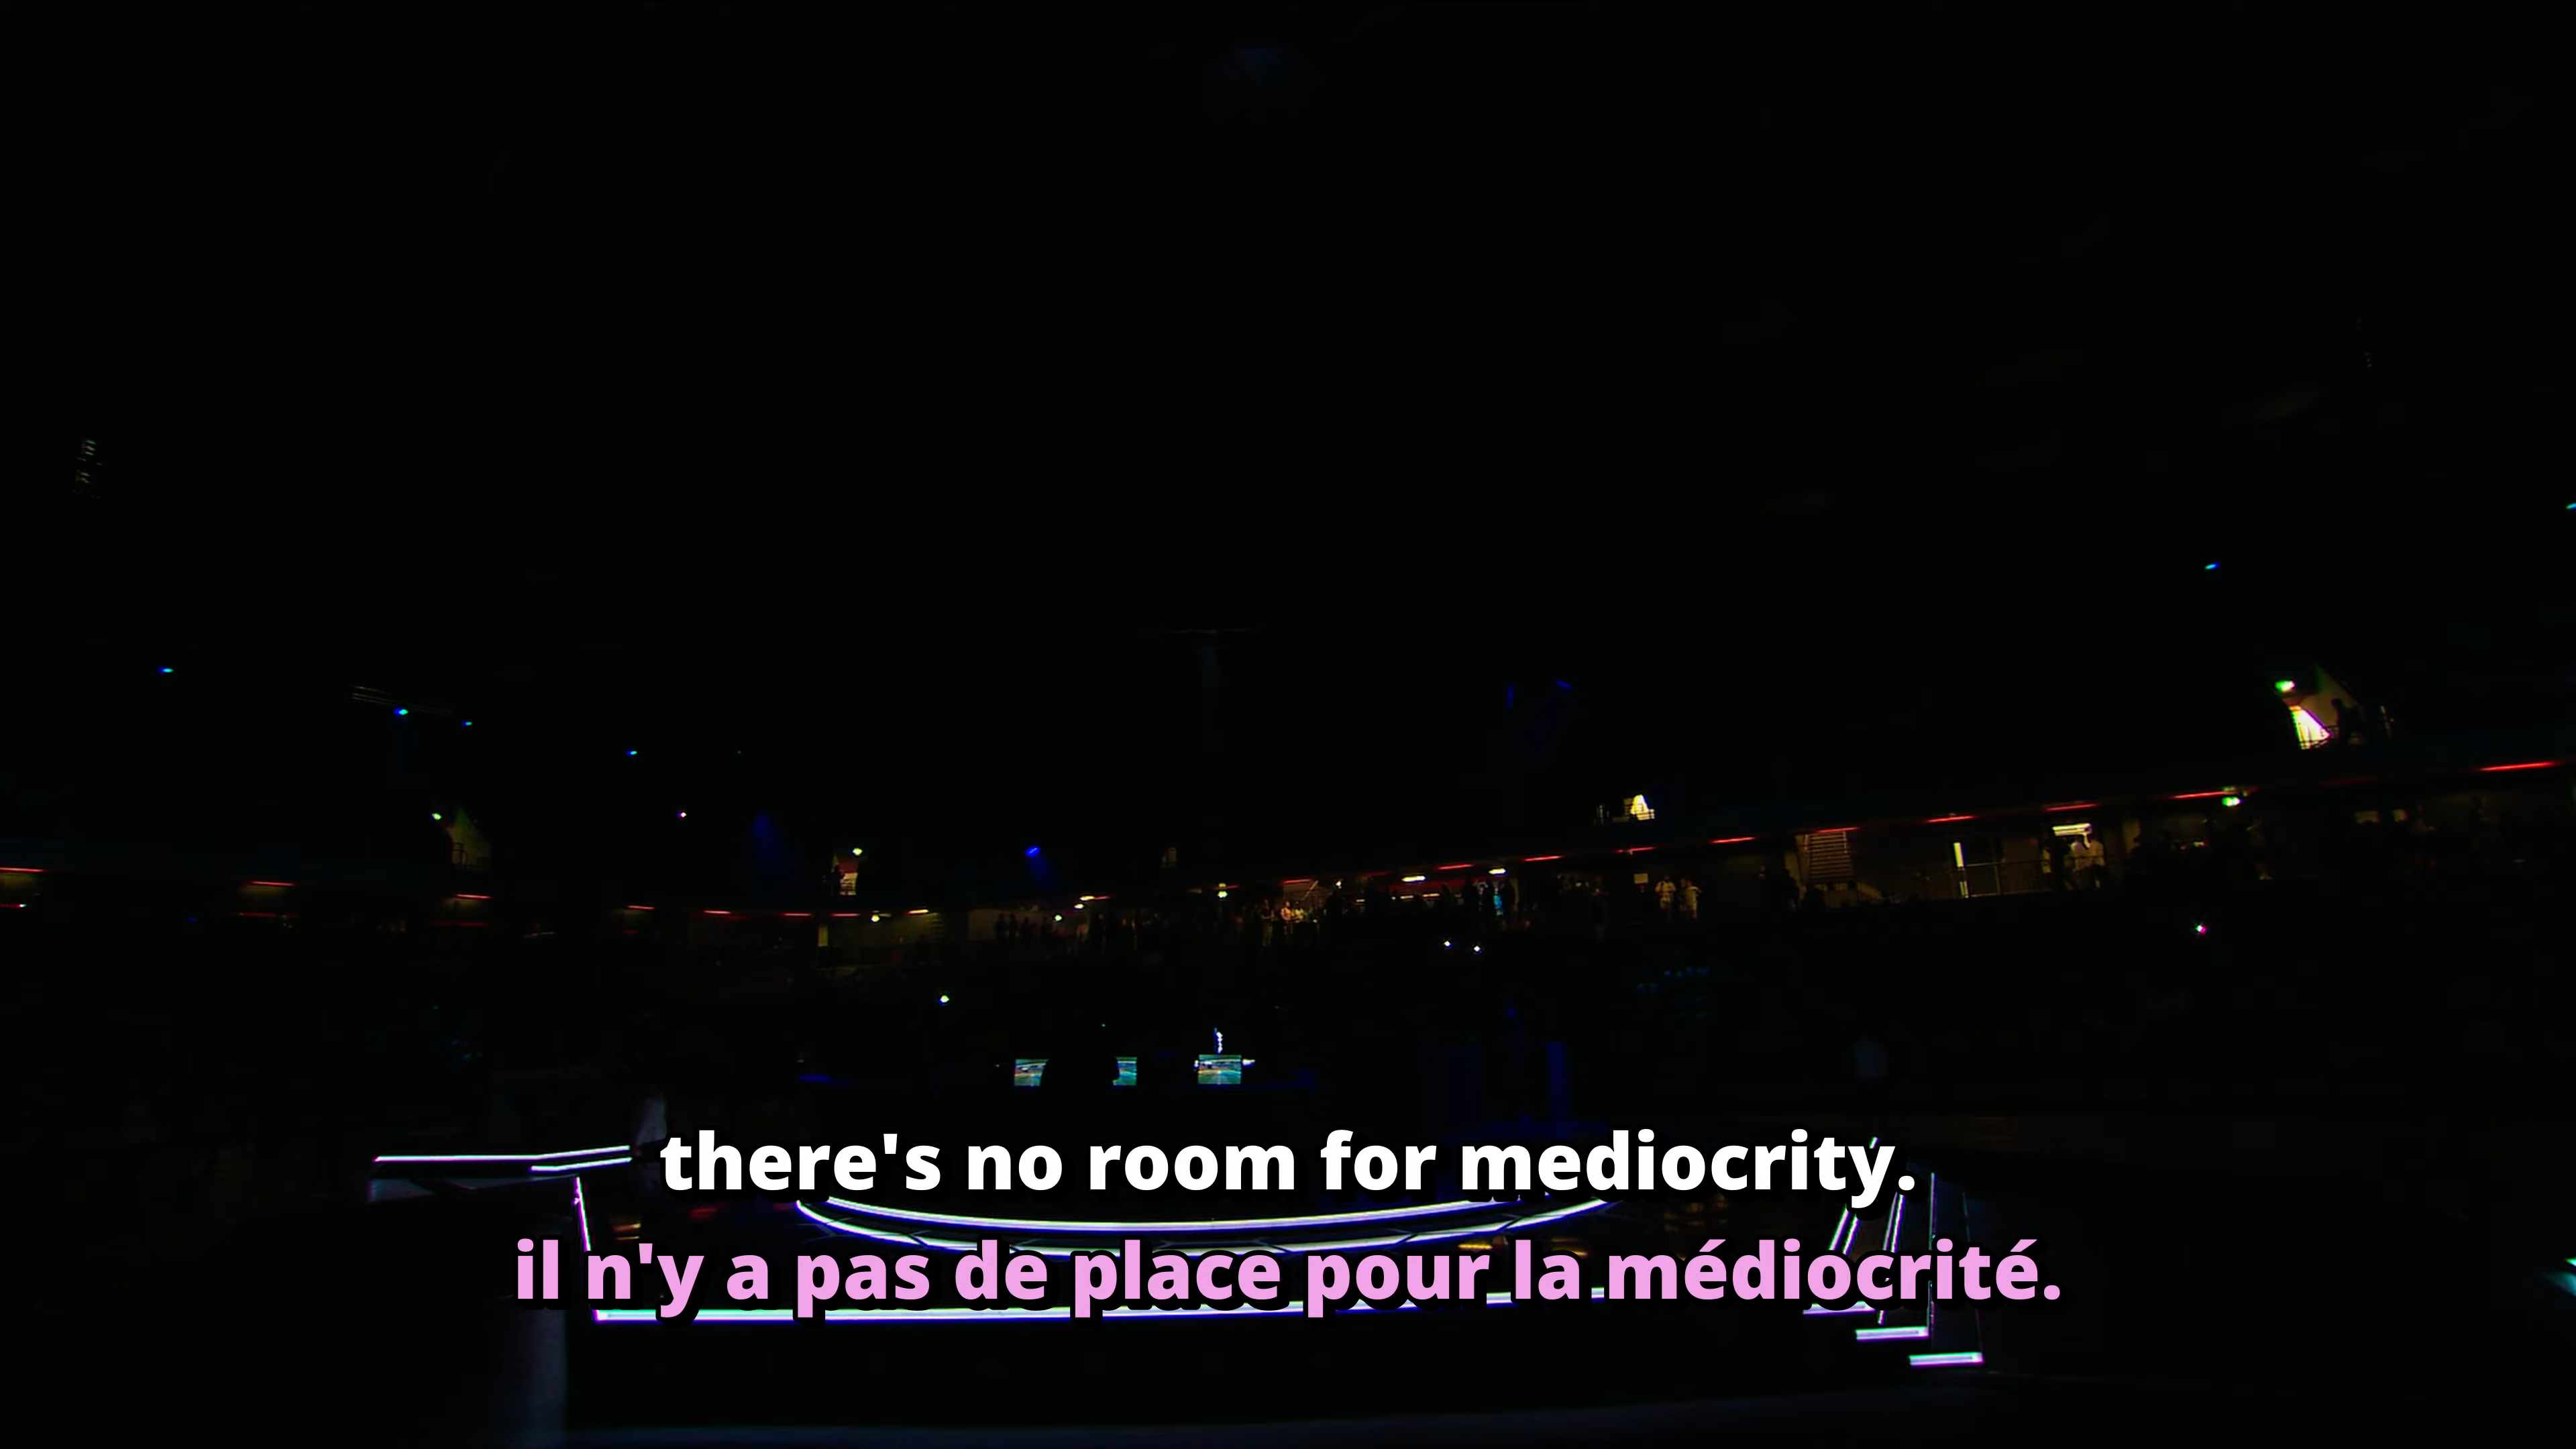 there's no room for mediocrity.
il n'y a pas de place pour la médiocrité.